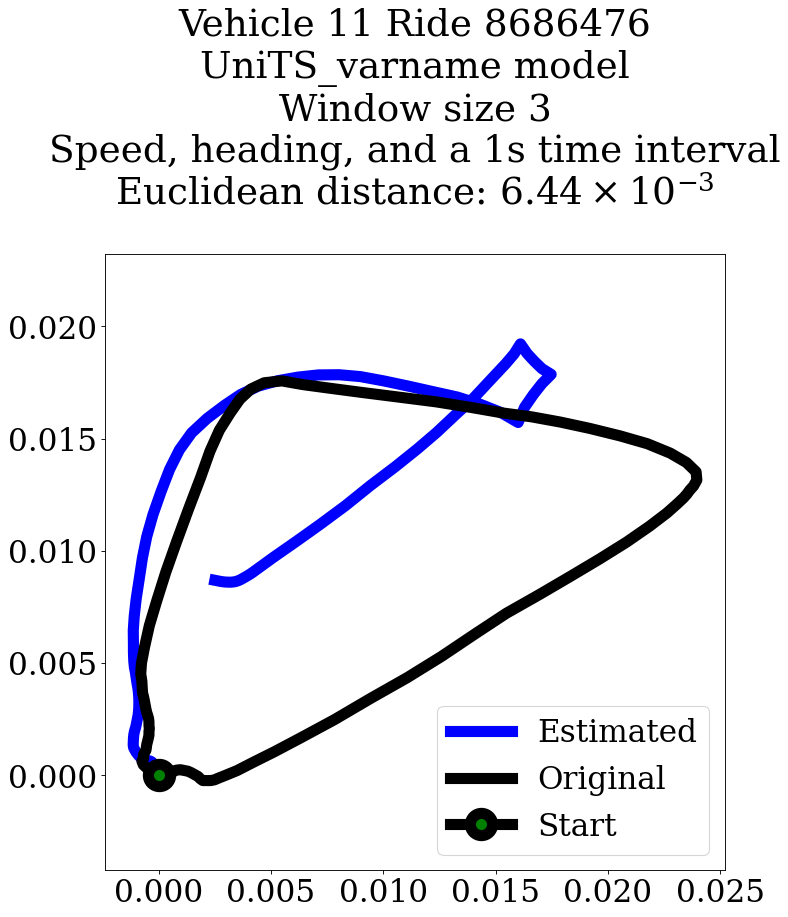 Vehicle 11 Ride 8686476
UniTS_varname model
Window size 3
Speed, heading, and a 1s time interval
Euclidean distance: 6.44 × 10⁻³
0.020
0.015
0.010
0.005
0.000
Estimated
Original
Start
0.000 0.005 0.010 0.015 0.020 0.025